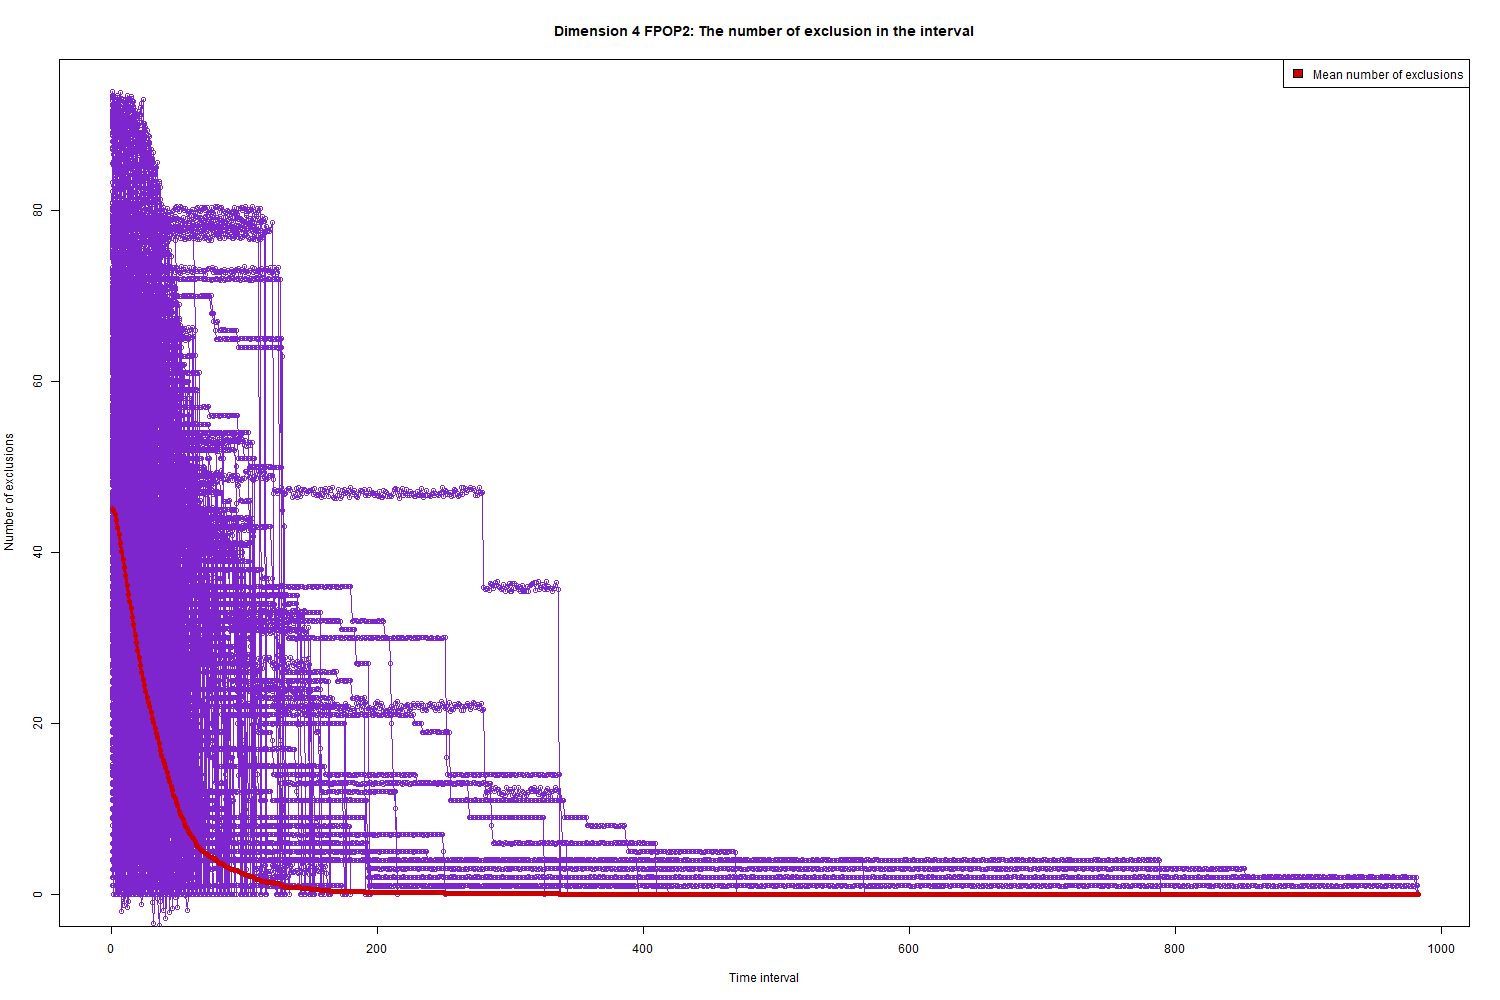 Dimension 4 FPOP2: The number of exclusion in the interval
Mean number of exclusions
Number of exclusions
80
60
40
20
0
0 200 400 600 800 1000
Time interval